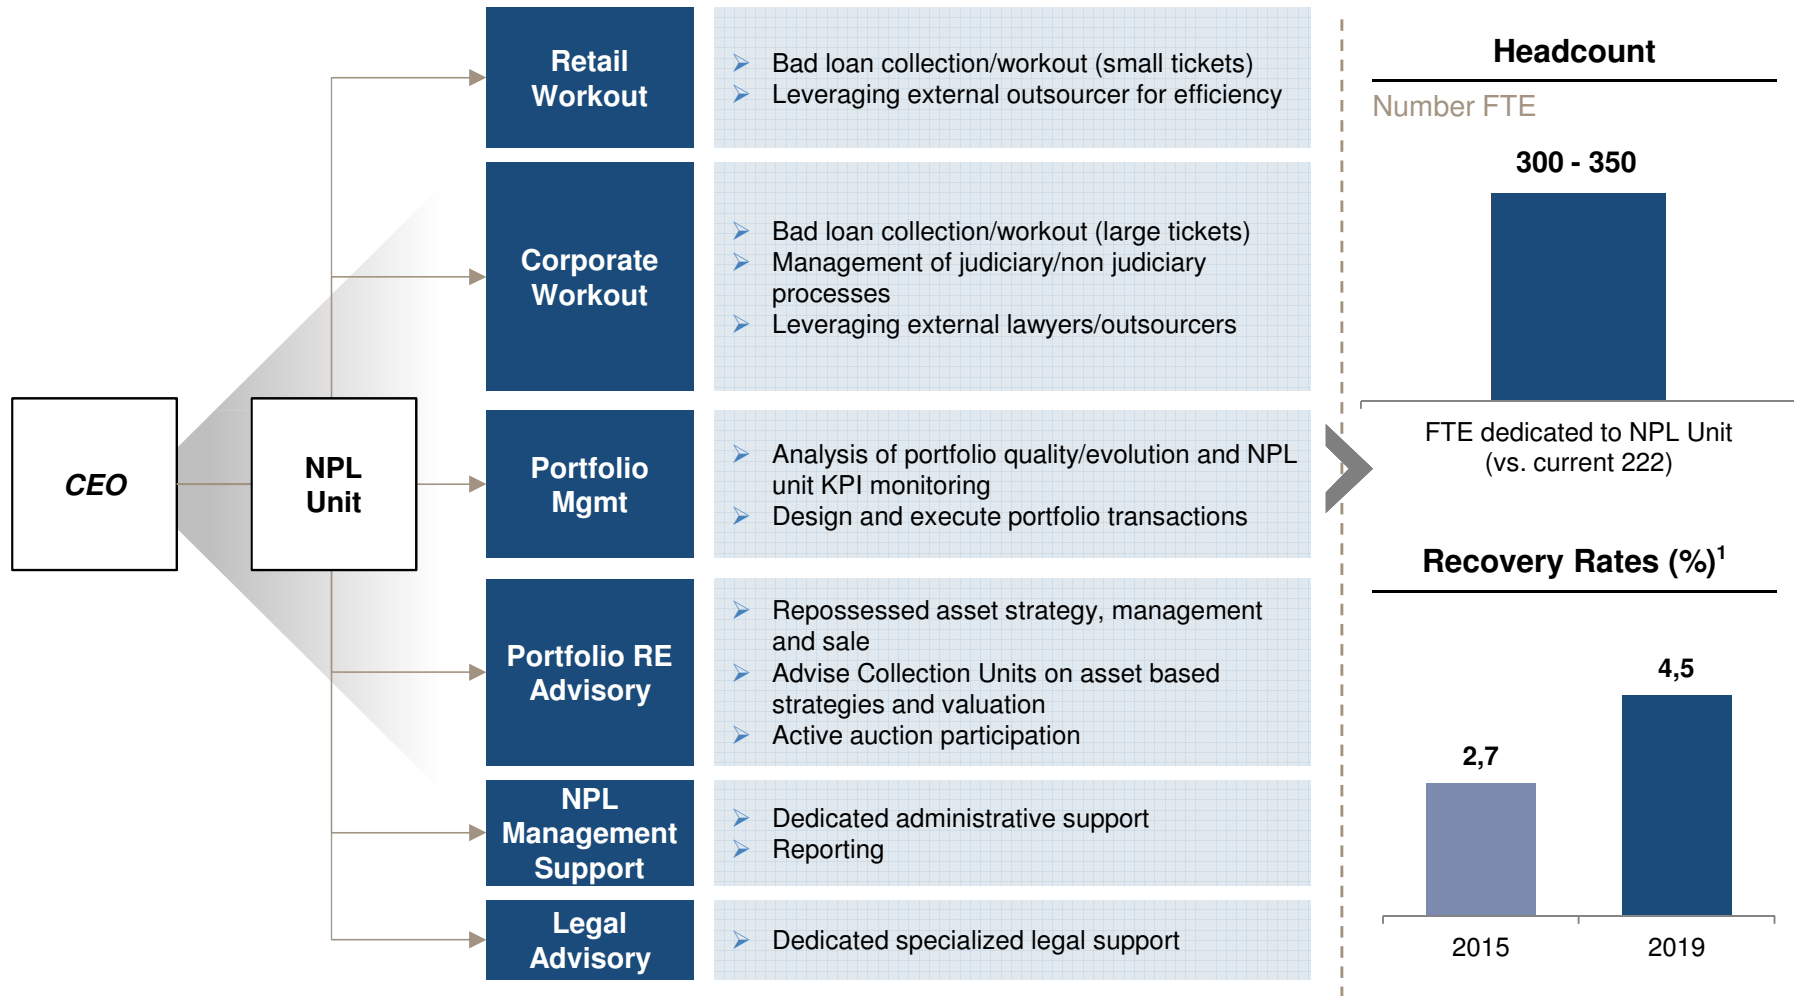 CEO
NPL
Unit
Retail
Workout
➢ Bad loan collection/workout (small tickets)
➢ Leveraging external outsourcer for efficiency
Corporate
Workout
➢ Bad loan collection/workout (large tickets)
➢ Management of judiciary/non judiciary
processes
➢ Leveraging external lawyers/outsourcers
Portfolio
Mgmt
➢ Analysis of portfolio quality/evolution and NPL
unit KPI monitoring
➢ Design and execute portfolio transactions
Portfolio RE
Advisory
➢ Repossessed asset strategy, management
and sale
➢ Advise Collection Units on asset based
strategies and valuation
➢ Active auction participation
NPL
Management
Support
➢ Dedicated administrative support
➢ Reporting
Legal
Advisory
➢ Dedicated specialized legal support
Headcount
Number FTE
300 - 350
FTE dedicated to NPL Unit
(vs. current 222)
Recovery Rates (%)¹
2,7
4,5
2015
2019